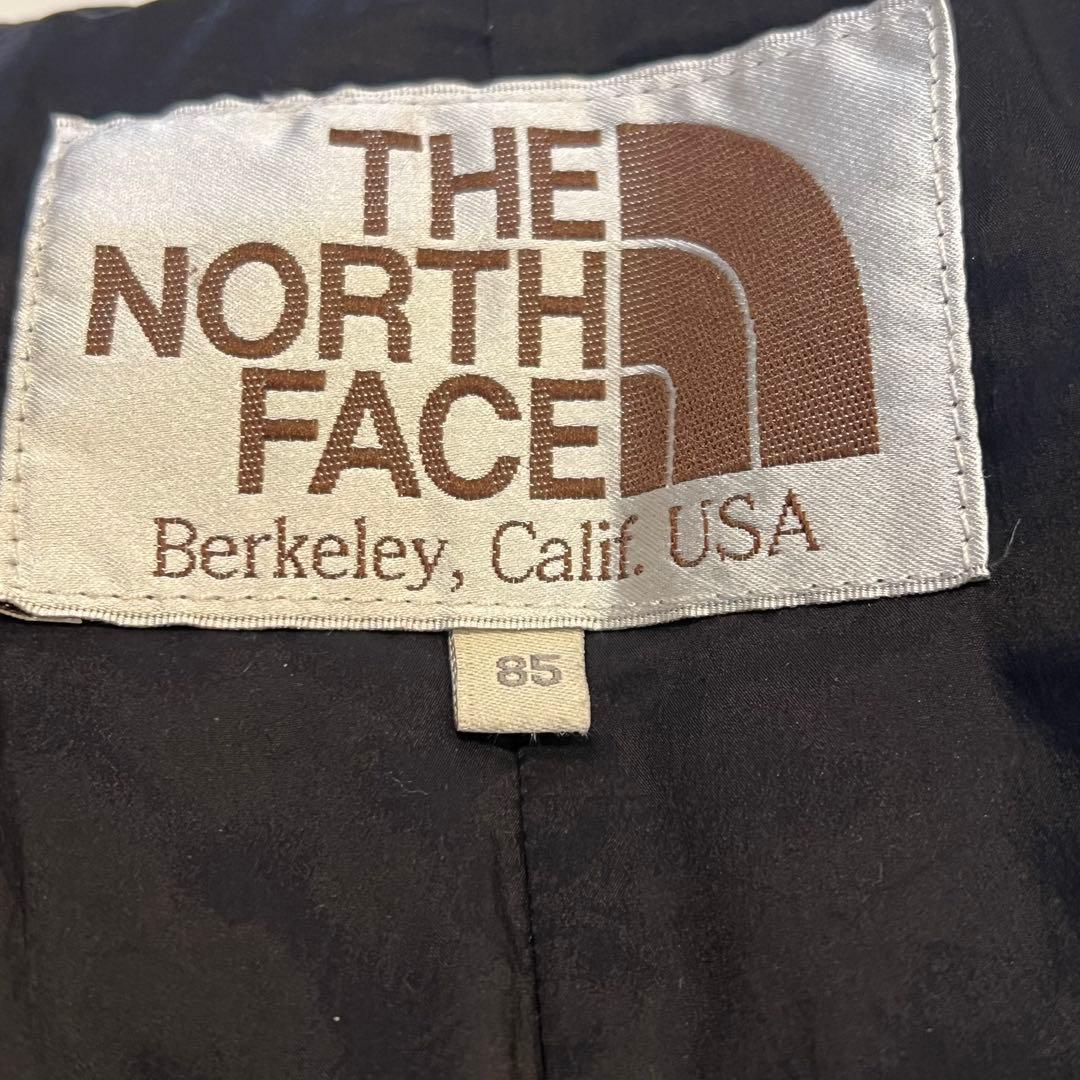 THE
NORTH
FACE
Berkeley, Calif. USA
85